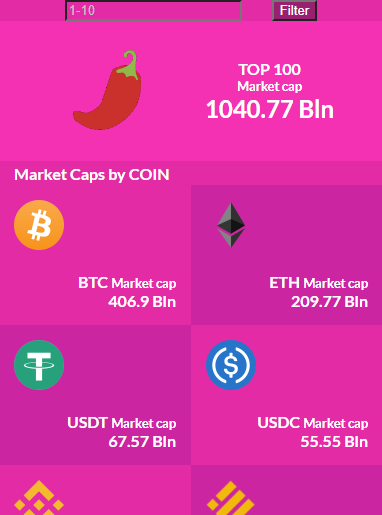 1-10
Filter
TOP 100
Market cap
1040.77 Bln
Market Caps by COIN
BTC Market cap
406.9 Bln
ETH Market cap
209.77 Bln
USDT Market cap
67.57 Bln
USDC Market cap
55.55 Bln